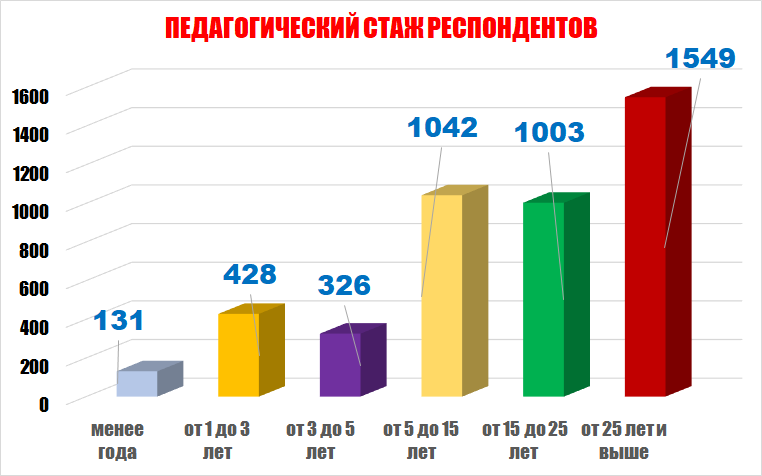 ПЕДАГОГИЧЕСКИЙ СТАЖ РЕСПОНДЕНТОВ
1600
1400
1200
1000
800
600
400
200
0
131
428
326
1042
1003
1549
менее
года
от 1 до 3
лет
от 3 до 5
лет
от 5 до 15
лет
от 15 до 25
лет
от 25 лет и
выше